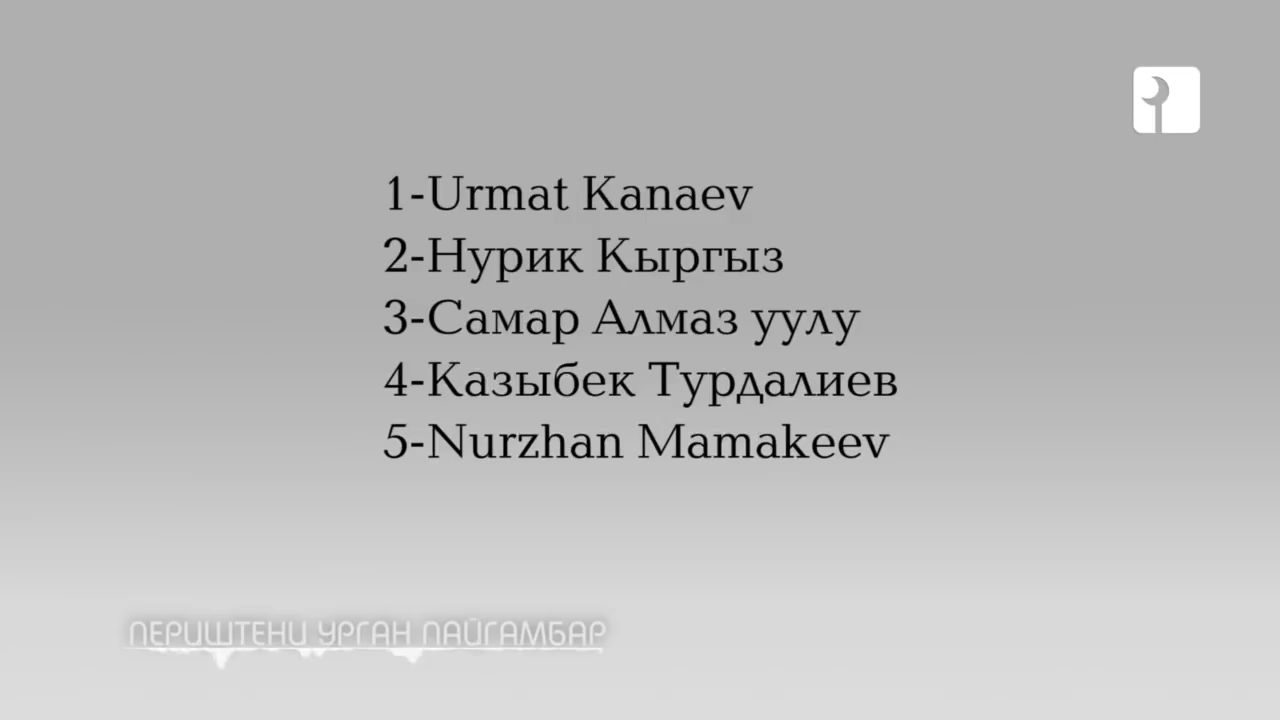 1-Urmat Kanaev
2-Нурик Кыргыз
3-Самар Алмаз уулу
4-Казыбек Турдалиев
5-Nurzhan Mamakeev
ПЕРИШТЕНИ УРГАН ПАЙГАМБАР